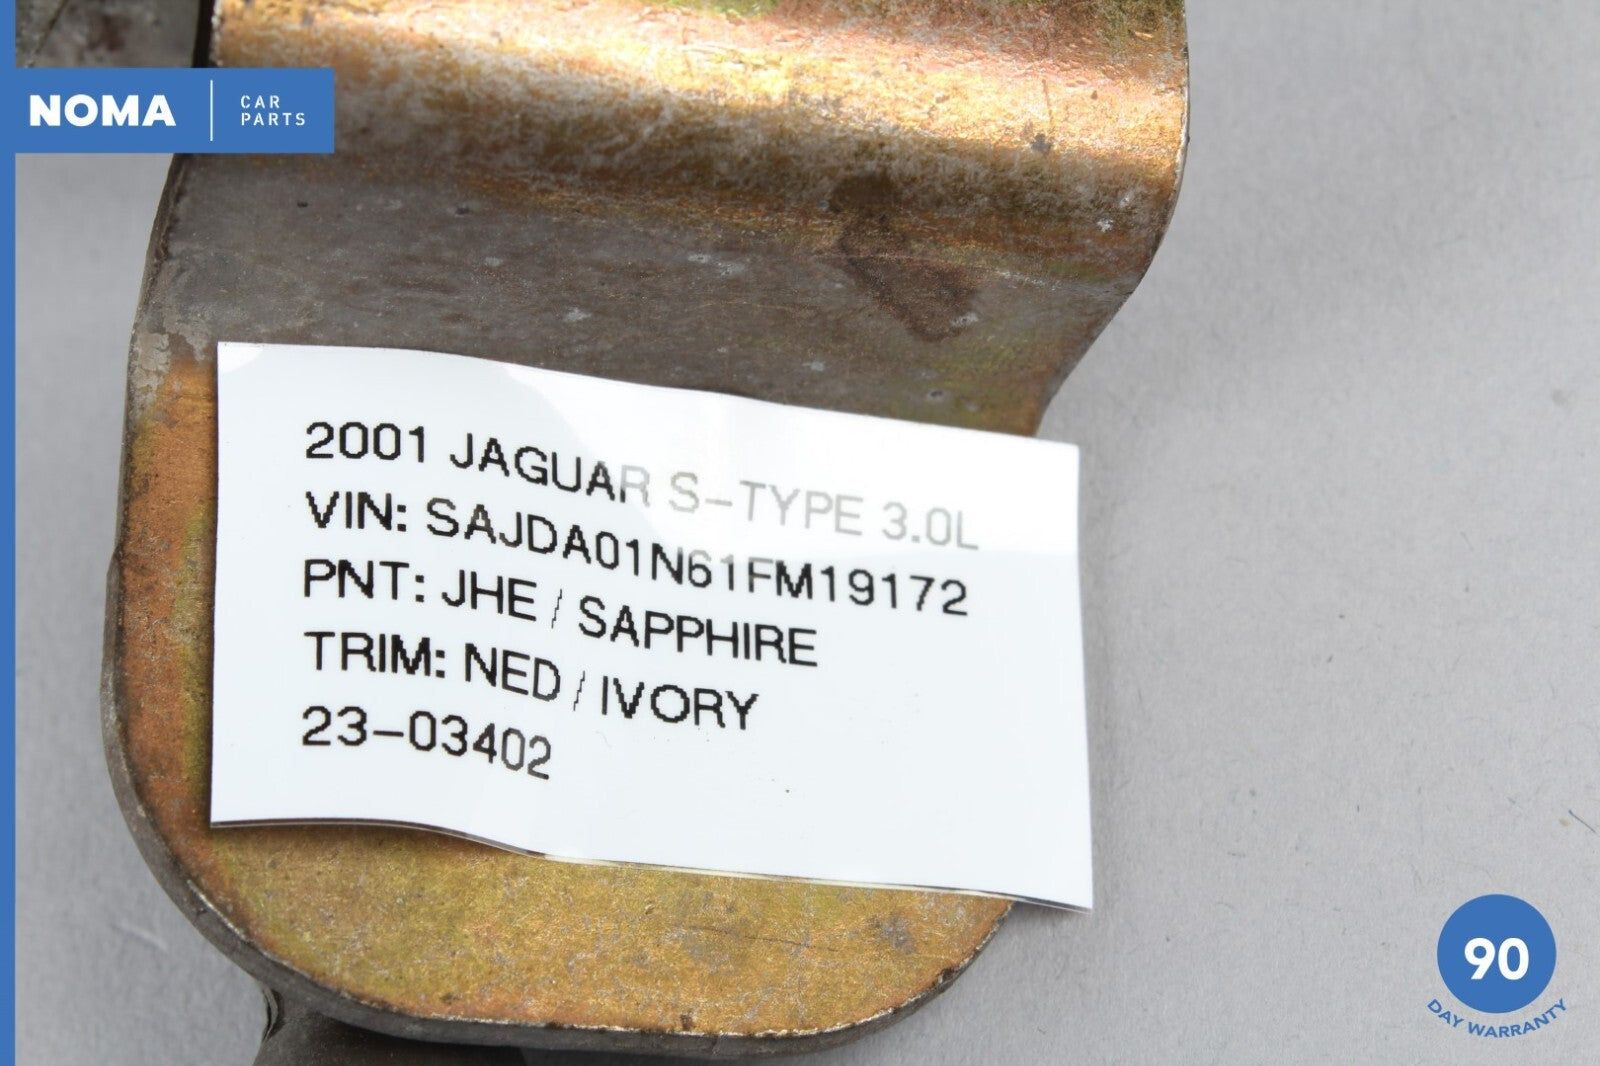 NOMA
CAR
PARTS
2001 JAGUAR S-TYPE 3.0L
VIN: SAJDA01N61FM19172
PNT: JHE / SAPPHIRE
TRIM: NED / IVORY
23-03402
90
DAY WARRANTY